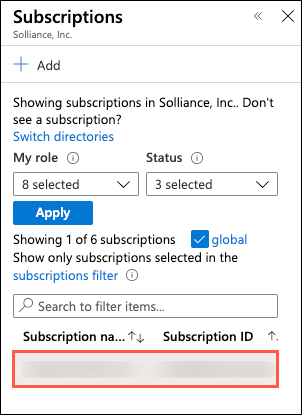 Subscriptions
Solliance, Inc.
Add
Showing subscriptions in Solliance, Inc.. Don't
see a subscription?
Switch directories
My role
Status
8 selected
3 selected
Apply
Showing 1 of 6 subscriptions
global
Show only subscriptions selected in the
subscriptions filter
Search to filter items...
Subscription na...
Subscription ID